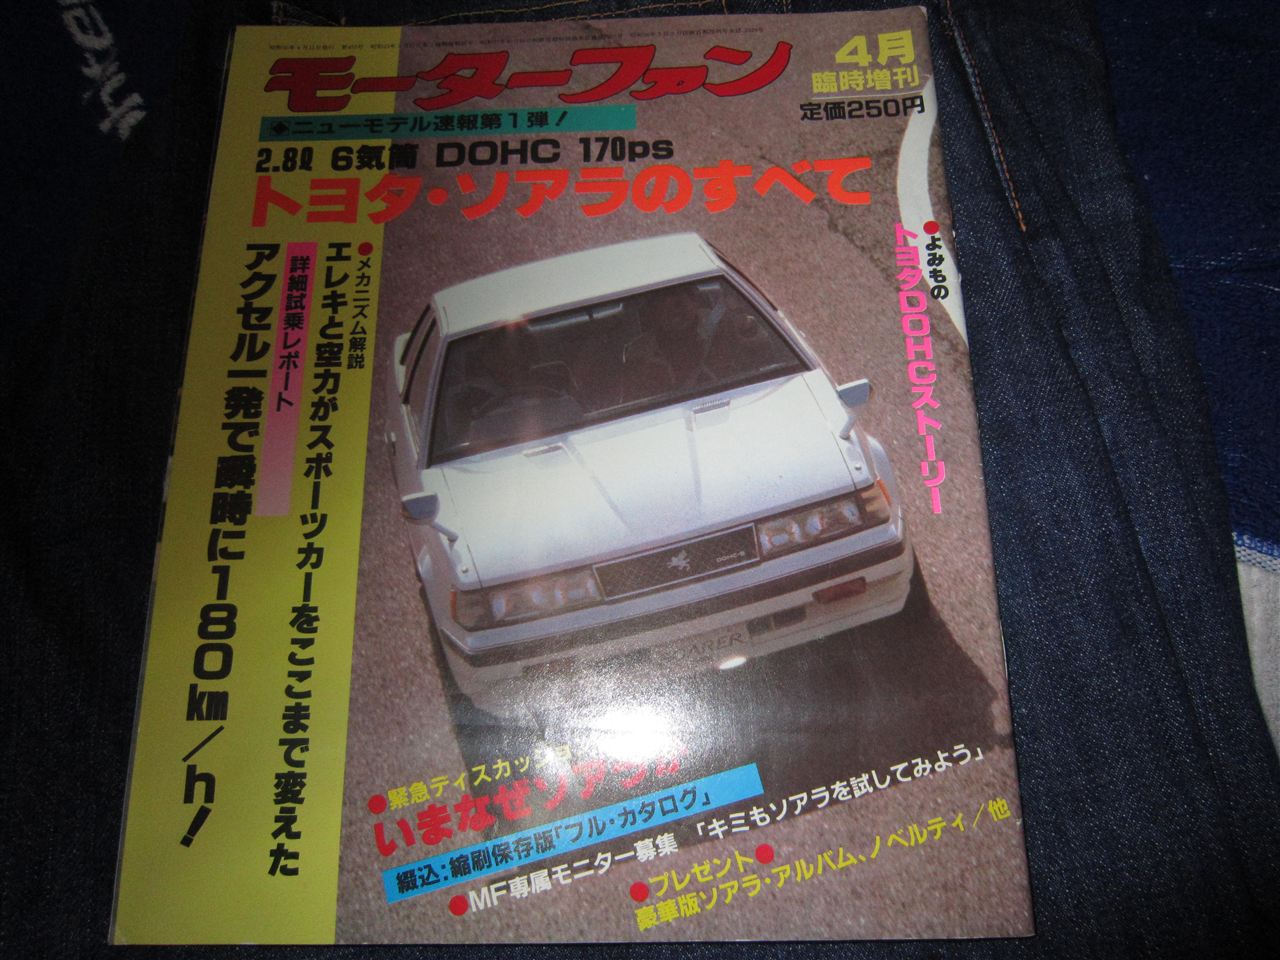 モーターファン
4月
臨時増刊
定価250円
◆ニューモデル速報第1弾!
2.8ℓ 6気筒 DOHC 170ps
トヨタ・ソアラのすべて
●よみもの
トヨタDOHCストーリー
●メカニズム解説
エレキと空力がスポーツカーをここまで変えた
詳細試乗レポート
アクセル一発で瞬時に180km/h!
DOHC-6
SOARER
●緊急ディスカッション
いまなぜソアラか
綴込:縮刷保存版「フル・カタログ」
●MF専属モニター募集 「キミもソアラを試してみよう」
●プレゼント●
豪華版ソアラ・アルバム、ノベルティ/他